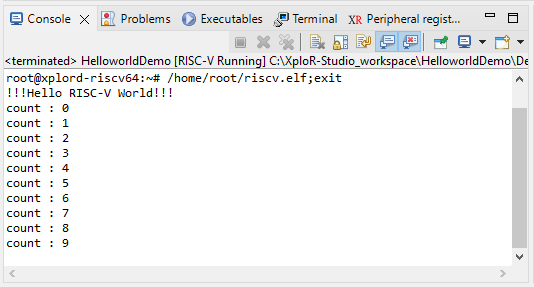 Console Problems Executables Terminal Peripheral regist...
<terminated> HelloworldDemo [RISC-V Running] C:\XploR-Studio_workspace\HelloworldDemo\De
root@xplord-riscv64:~# /home/root/riscv.elf;exit
!!!Hello RISC-V World!!!
count : 0
count : 1
count : 2
count : 3
count : 4
count : 5
count : 6
count : 7
count : 8
count : 9